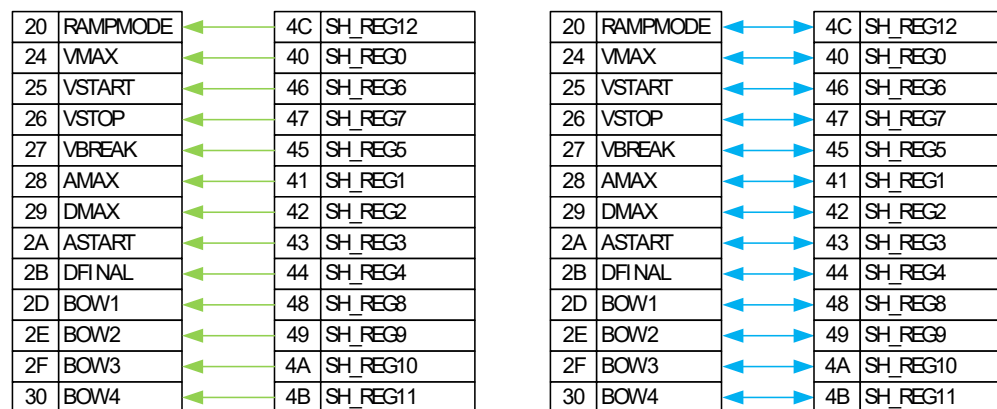 20 RAMPMODE 4C SH_REG12 20 RAMPMODE 4C SH_REG12
24 VMAX 40 SH_REG0 24 VMAX 40 SH_REG0
25 VSTART 46 SH_REG6 25 VSTART 46 SH_REG6
26 VSTOP 47 SH_REG7 26 VSTOP 47 SH_REG7
27 VBREAK 45 SH_REG5 27 VBREAK 45 SH_REG5
28 AMAX 41 SH_REG1 28 AMAX 41 SH_REG1
29 DMAX 42 SH_REG2 29 DMAX 42 SH_REG2
2A ASTART 43 SH_REG3 2A ASTART 43 SH_REG3
2B DFINAL 44 SH_REG4 2B DFINAL 44 SH_REG4
2D BOW1 48 SH_REG8 2D BOW1 48 SH_REG8
2E BOW2 49 SH_REG9 2E BOW2 49 SH_REG9
2F BOW3 4A SH_REG10 2F BOW3 4A SH_REG10
30 BOW4 4B SH_REG11 30 BOW4 4B SH_REG11